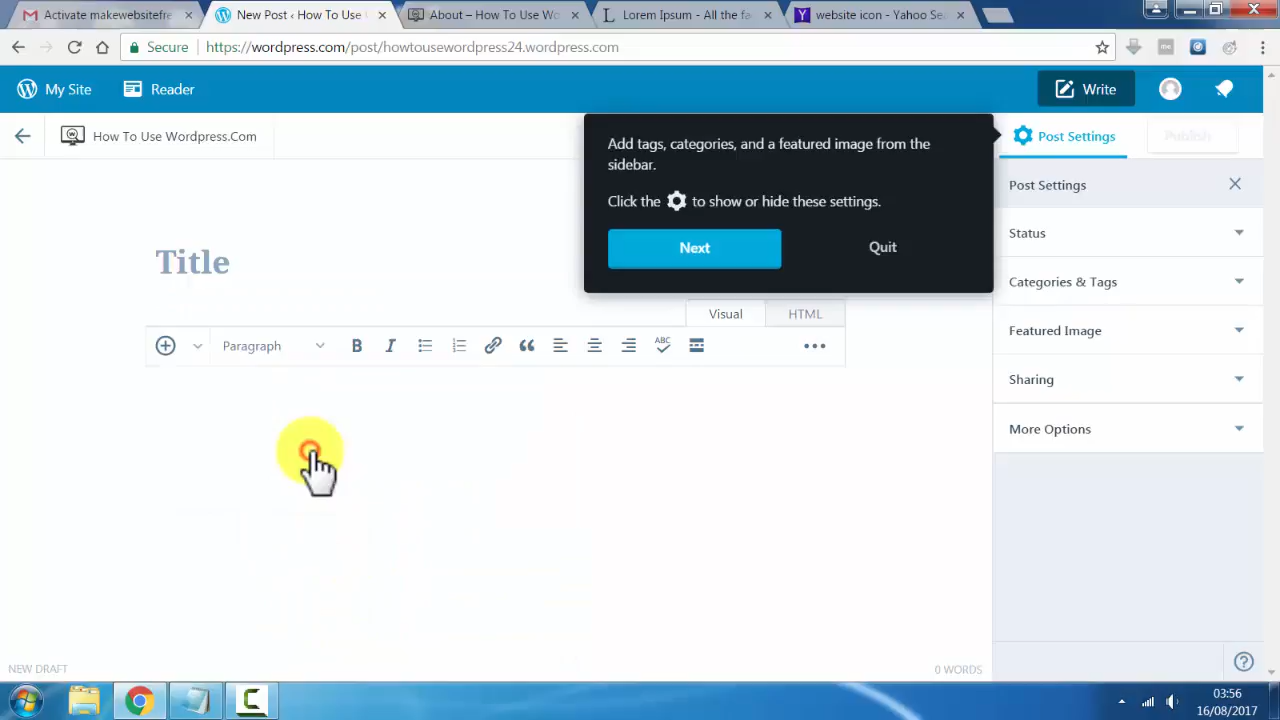 Activate makewebsitefre
New Post ‹ How To Use
About – How To Use Wo
Lorem Ipsum - All the fa
website icon - Yahoo Sea
Secure
https://wordpress.com/post/howtousewordpress24.wordpress.com
My Site
Reader
Write
How To Use Wordpress.Com
Post Settings
Publish
Add tags, categories, and a featured image from the
sidebar.
Click the to show or hide these settings.
Next
Quit
Post Settings
Status
Categories & Tags
Featured Image
Sharing
More Options
Title
Visual
HTML
Paragraph
B
I
ABC
NEW DRAFT
0 WORDS
03:56
16/08/2017